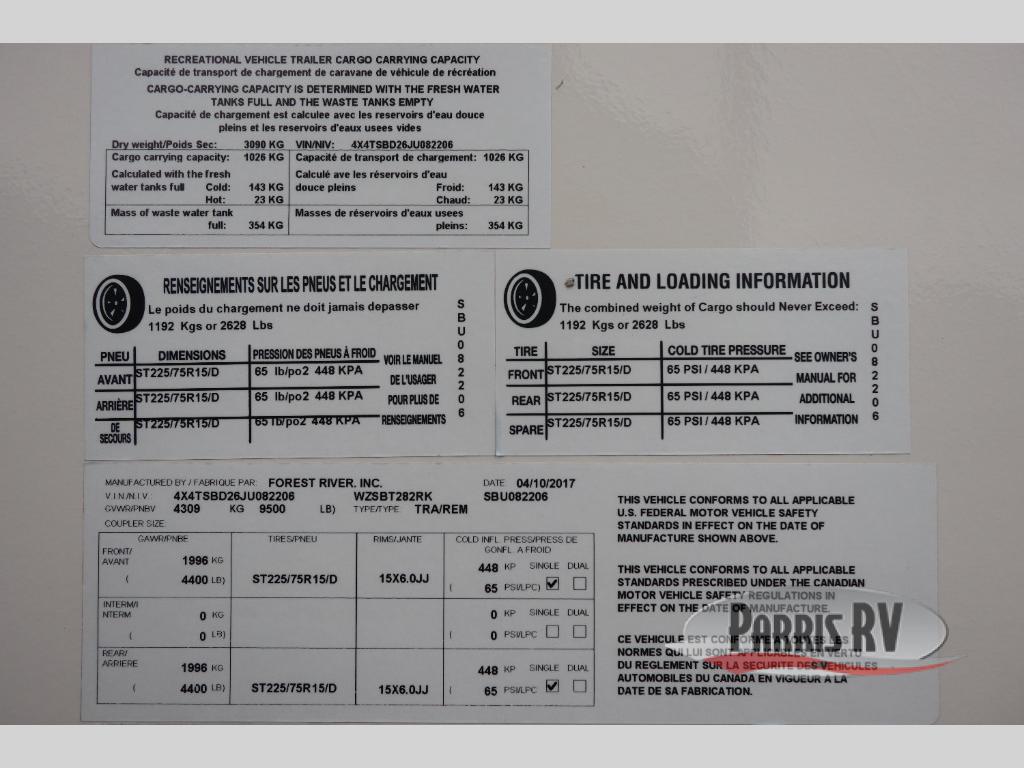 RECREATIONAL VEHICLE TRAILER CARGO CARRYING CAPACITY
Capacité de transport de chargement de caravane de véhicule de récréation
CARGO-CARRYING CAPACITY IS DETERMINED WITH THE FRESH WATER
TANKS FULL AND THE WASTE TANKS EMPTY
Capacité de chargement est calculee avec les reservoirs d'eau douce
pleins et les reservoirs d'eaux usees vides
Dry weight/Poids Sec: 3090 KG VIN/NIV: 4X4TSBD26JU082206
Cargo carrying capacity: 1026 KG Capacité de transport de chargement: 1026 KG
Calculated with the fresh Calculé ave les réservoirs d'eau
water tanks full Cold: 143 KG douce pleins Froid: 143 KG
Hot: 23 KG Chaud: 23 KG
Mass of waste water tank Masses de réservoirs d'eaux usees
full: 354 KG pleins: 354 KG
RENSEIGNEMENTS SUR LES PNEUS ET LE CHARGEMENT
Le poids du chargement ne doit jamais depasser
1192 Kgs or 2628 Lbs
PNEU DIMENSIONS PRESSION DES PNEUS À FROID VOIR LE MANUEL
AVANT ST225/75R15/D 65 lb/po2 448 KPA DE L'USAGER
ARRIÈRE ST225/75R15/D 65 lb/po2 448 KPA POUR PLUS DE
DE SECOURS ST225/75R15/D 65 lb/po2 448 KPA RENSEIGNEMENTS
SBU082206
TIRE AND LOADING INFORMATION
The combined weight of Cargo should Never Exceed:
1192 Kgs or 2628 Lbs
TIRE SIZE COLD TIRE PRESSURE SEE OWNER'S
FRONT ST225/75R15/D 65 PSI / 448 KPA MANUAL FOR
REAR ST225/75R15/D 65 PSI / 448 KPA ADDITIONAL
SPARE ST225/75R15/D 65 PSI / 448 KPA INFORMATION
SBU082206
MANUFACTURED BY / FABRIQUE PAR: FOREST RIVER, INC. DATE: 04/10/2017
V.I.N./N.I.V.: 4X4TSBD26JU082206 WZSBT282RK SBU082206
GVWR/PNBV 4309 KG 9500 LB) TYPE/TYPE: TRA/REM
COUPLER SIZE:
GAWR/PNBE TIRES/PNEU RIMS/JANTE COLD INFL. PRESS/PRESS DE
GONFL. A FROID
FRONT/
AVANT 1996 KG 448 KP SINGLE DUAL
( 4400 LB) ST225/75R15/D 15X6.0JJ ( 65 PSI/LPC)
INTERM/I
NTERM 0 KG 0 KP SINGLE DUAL
( 0 LB) ( 0 PSI/LPC
REAR/
ARRIERE 1996 KG 448 KP SINGLE DUAL
( 4400 LB) ST225/75R15/D 15X6.0JJ ( 65 PSI/LPC
THIS VEHICLE CONFORMS TO ALL APPLICABLE
U.S. FEDERAL MOTOR VEHICLE SAFETY
STANDARDS IN EFFECT ON THE DATE OF
MANUFACTURE SHOWN ABOVE.
THIS VEHICLE CONFORMS TO ALL APPLICABLE
STANDARDS PRESCRIBED UNDER THE CANADIAN
MOTOR VEHICLE SAFETY REGULATIONS IN
EFFECT ON THE DATE OF MANUFACTURE.
CE VEHICULE EST CONFORME A TOUTES LES
NORMES QUI LUI SONT APPLICABLES EN VERTU
DU REGLEMENT SUR LA SECURITE DES VEHICULES
AUTOMOBILES DU CANADA EN VIGUEUR A LA
DATE DE SA FABRICATION.
PARRIS RV